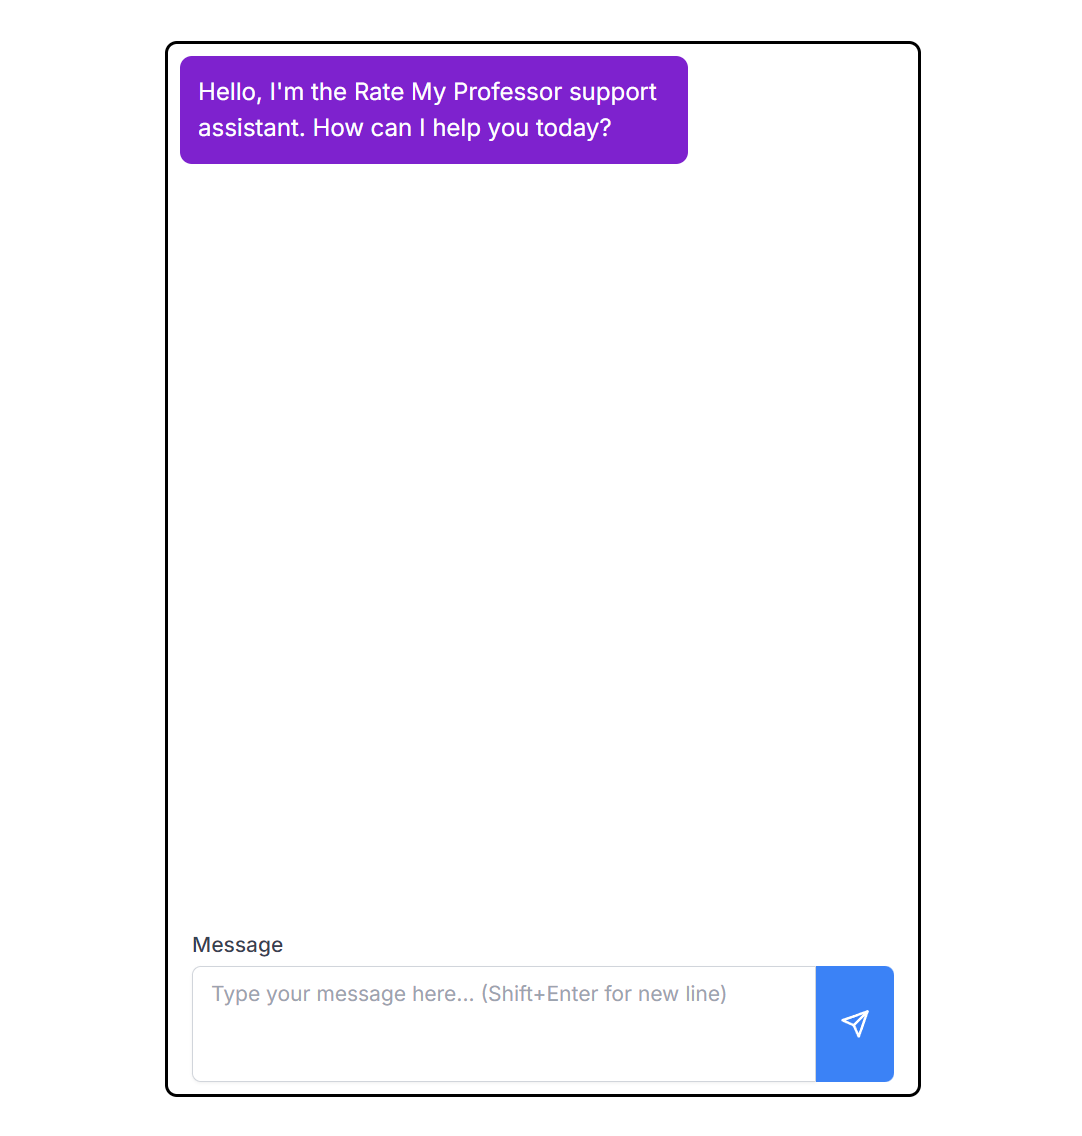 Hello, I'm the Rate My Professor support
assistant. How can I help you today?
Message
Type your message here... (Shift+Enter for new line)